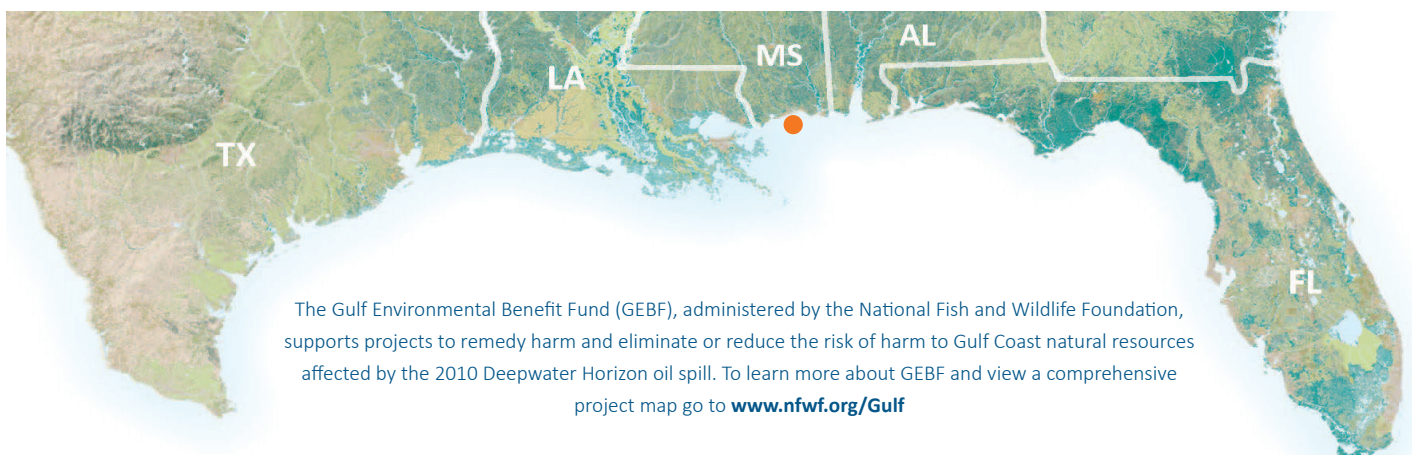 TX
LA
MS
AL
FL
The Gulf Environmental Benefit Fund (GEBF), administered by the National Fish and Wildlife Foundation,
supports projects to remedy harm and eliminate or reduce the risk of harm to Gulf Coast natural resources
affected by the 2010 Deepwater Horizon oil spill. To learn more about GEBF and view a comprehensive
project map go to www.nfwf.org/Gulf